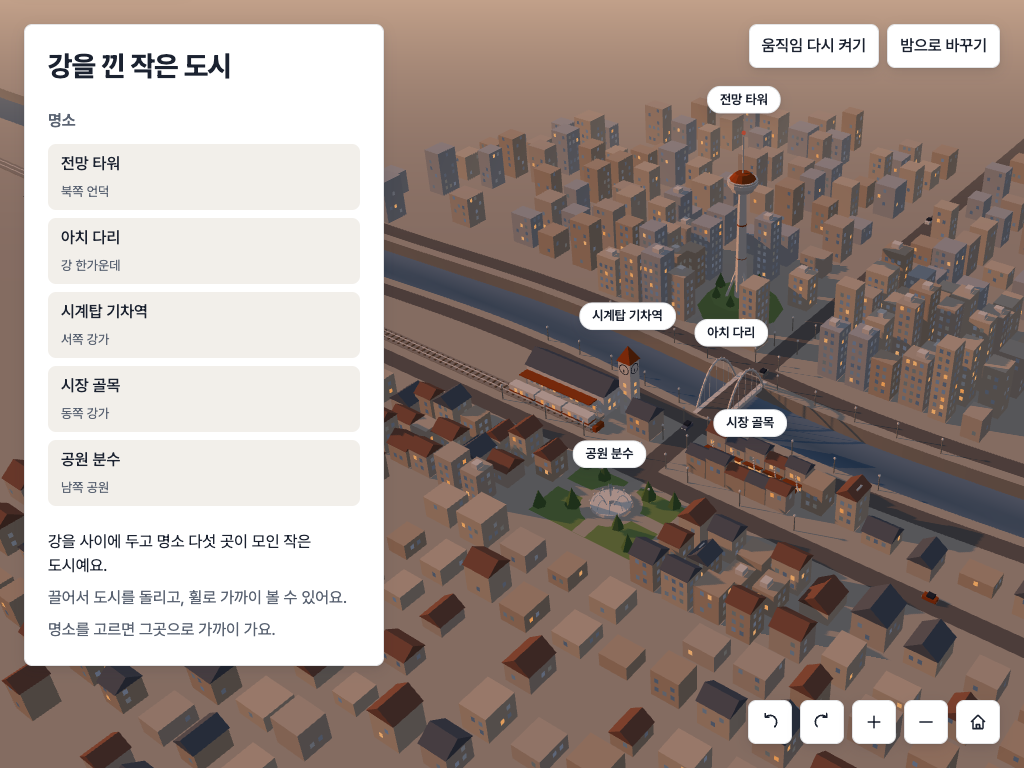 강을 낀 작은 도시
명소
전망 타워
북쪽 언덕
아치 다리
강 한가운데
시계탑 기차역
서쪽 강가
시장 골목
동쪽 강가
공원 분수
남쪽 공원
강을 사이에 두고 명소 다섯 곳이 모인 작은
도시예요.
끌어서 도시를 돌리고, 휠로 가까이 볼 수 있어요.
명소를 고르면 그곳으로 가까이 가요.
움직임 다시 켜기
밤으로 바꾸기
전망 타워
시계탑 기차역
아치 다리
시장 골목
공원 분수